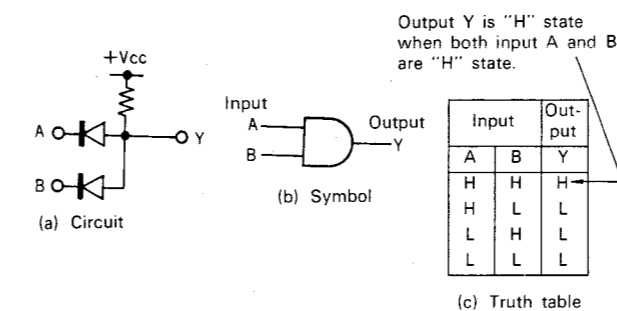 Output Y is "H" state
when both input A and B
are "H" state.
+Vcc
A
Y
B
(a) Circuit
Input
A
B
Output
Y
(b) Symbol
Input Out-
put
A B Y
H H H
H L L
L H L
L L L
(c) Truth table